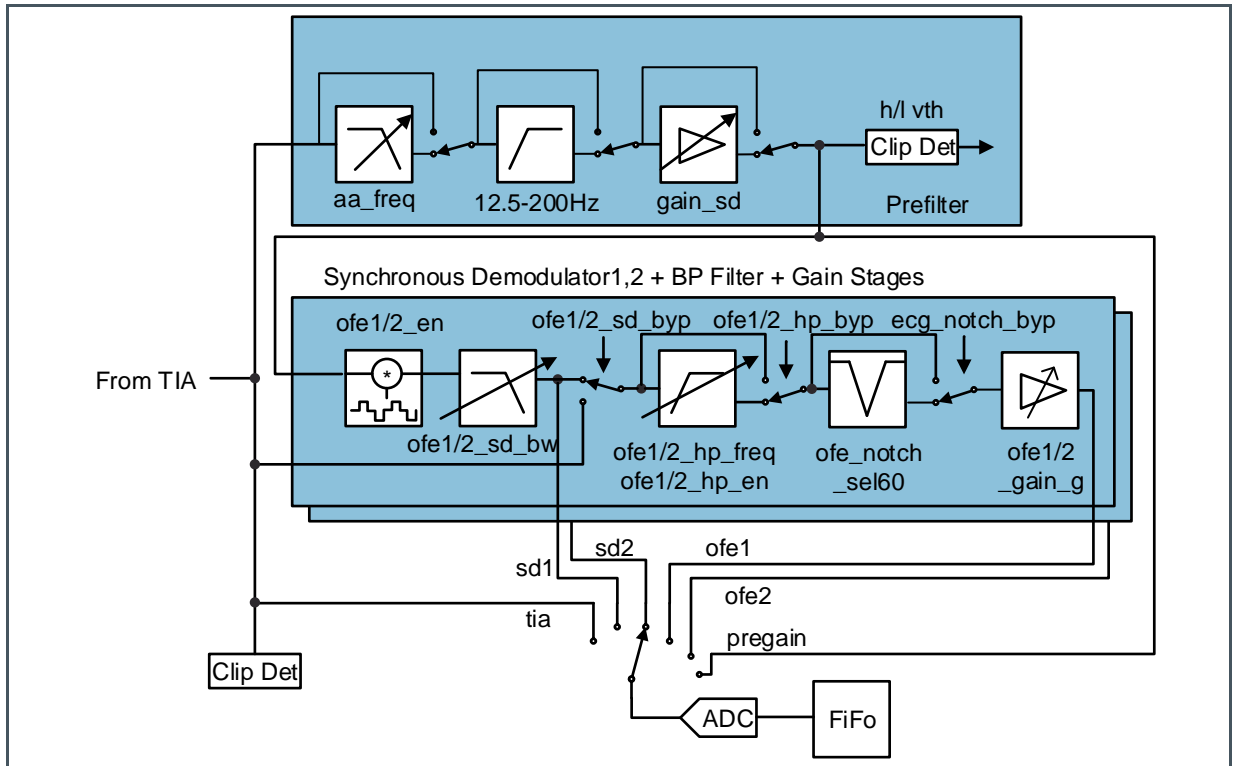 h/l vth
Clip Det
aa_freq
12.5-200Hz
gain_sd
Prefilter
Synchronous Demodulator1,2 + BP Filter + Gain Stages
ofe1/2_en
ofe1/2_sd_byp
ofe1/2_hp_byp
ecg_notch_byp
From TIA
*
ofe1/2_sd_bw
ofe1/2_hp_freq
ofe1/2_hp_en
ofe_notch
_sel60
ofe1/2
_gain_g
sd2
ofe1
sd1
ofe2
tia
pregain
Clip Det
ADC
FiFo